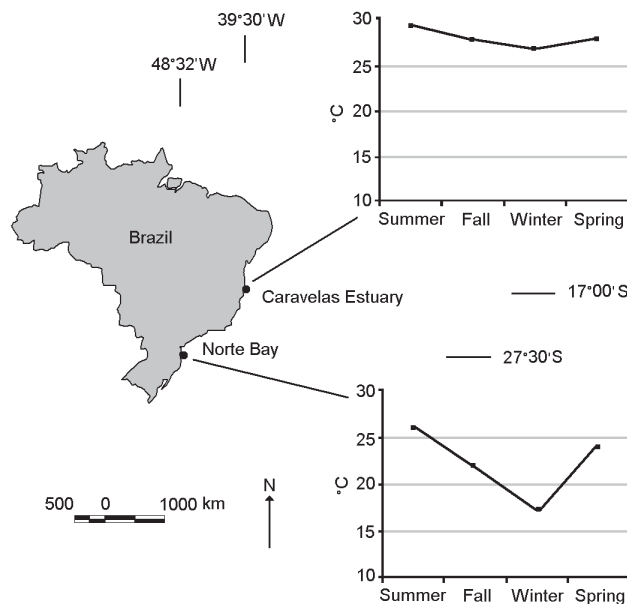 39°30'W
48°32'W
30
25
°C
20
15
10
Summer Fall Winter Spring
Brazil
Caravelas Estuary
17°00'S
Norte Bay
27°30'S
30
25
°C
20
15
10
Summer Fall Winter Spring
N
500 0 1000 km